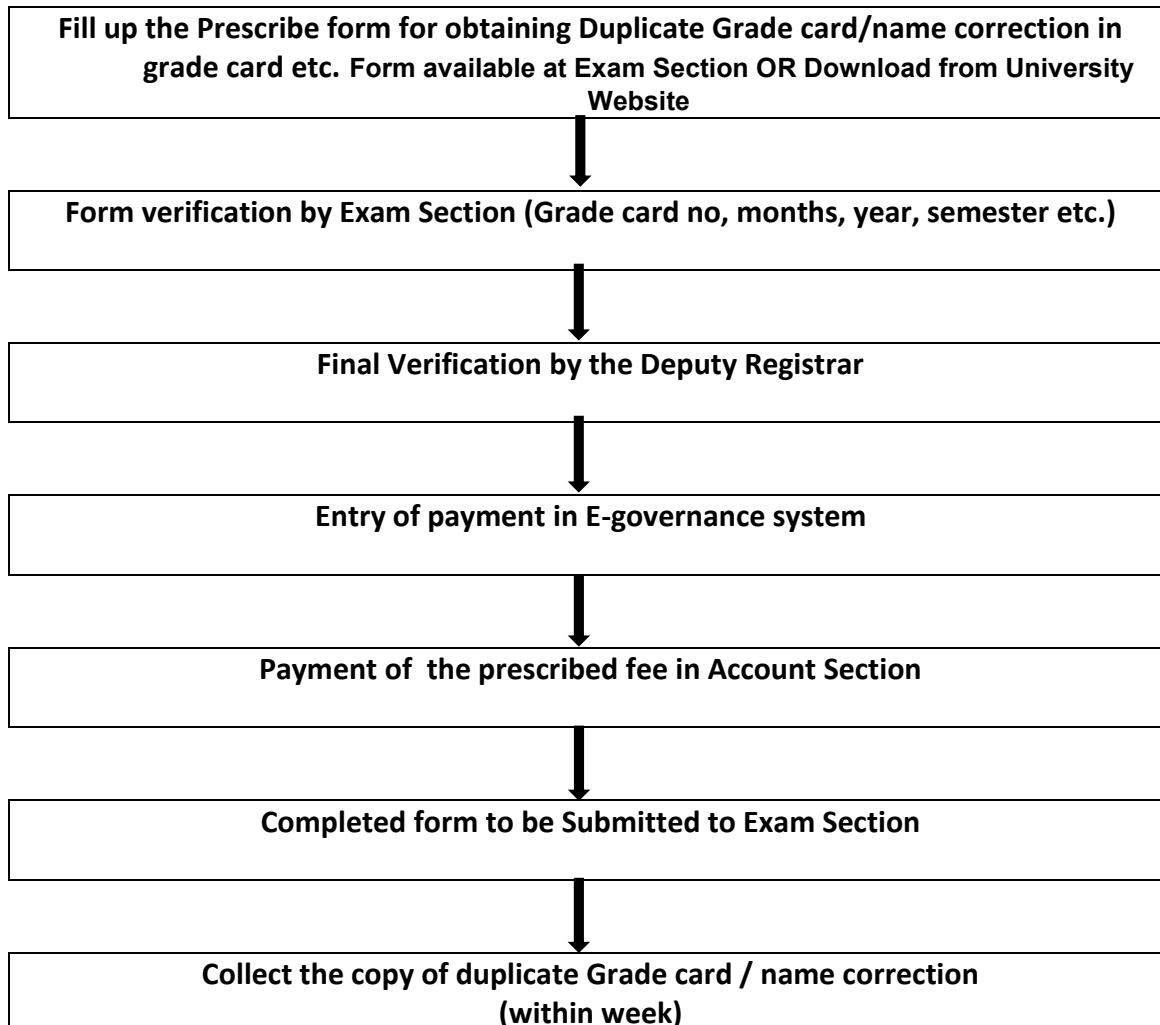 Fill up the Prescribe form for obtaining Duplicate Grade card/name correction in
grade card etc. Form available at Exam Section OR Download from University
Website
Form verification by Exam Section (Grade card no, months, year, semester etc.)
Final Verification by the Deputy Registrar
Entry of payment in E-governance system
Payment of  the prescribed fee in Account Section
Completed form to be Submitted to Exam Section
Collect the copy of duplicate Grade card / name correction
(within week)